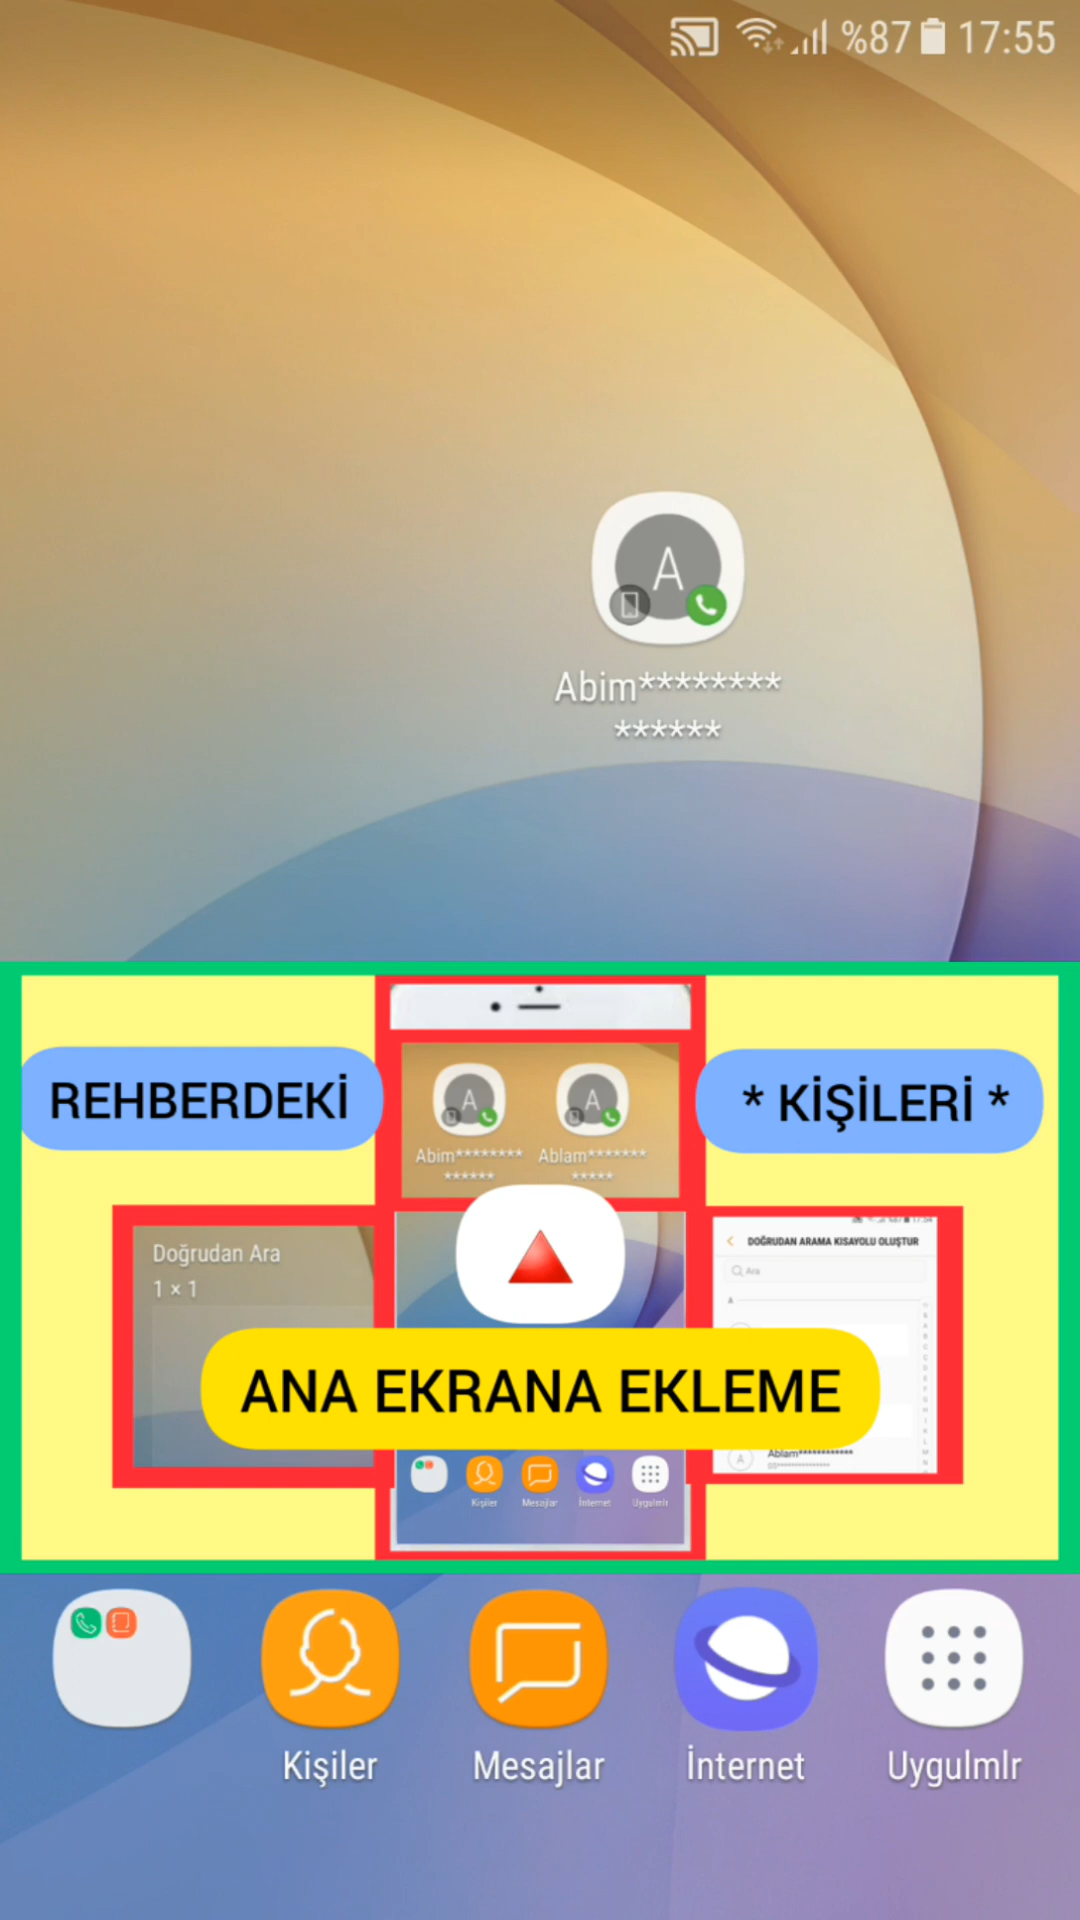 %87 17:55
A
Abim********
******
REHBERDEKİ
* KİŞİLERİ *
A
A
Abim********
******
Ablam*******
*****
Doğrudan Ara
1 × 1
DOĞRUDAN ARAMA KISAYOLU OLUŞTUR
Ara
A
ANA EKRANA EKLEME
A
Kişiler
Mesajlar
İnternet
Uygulmlr
Kişiler
Mesajlar
İnternet
Uygulmlr